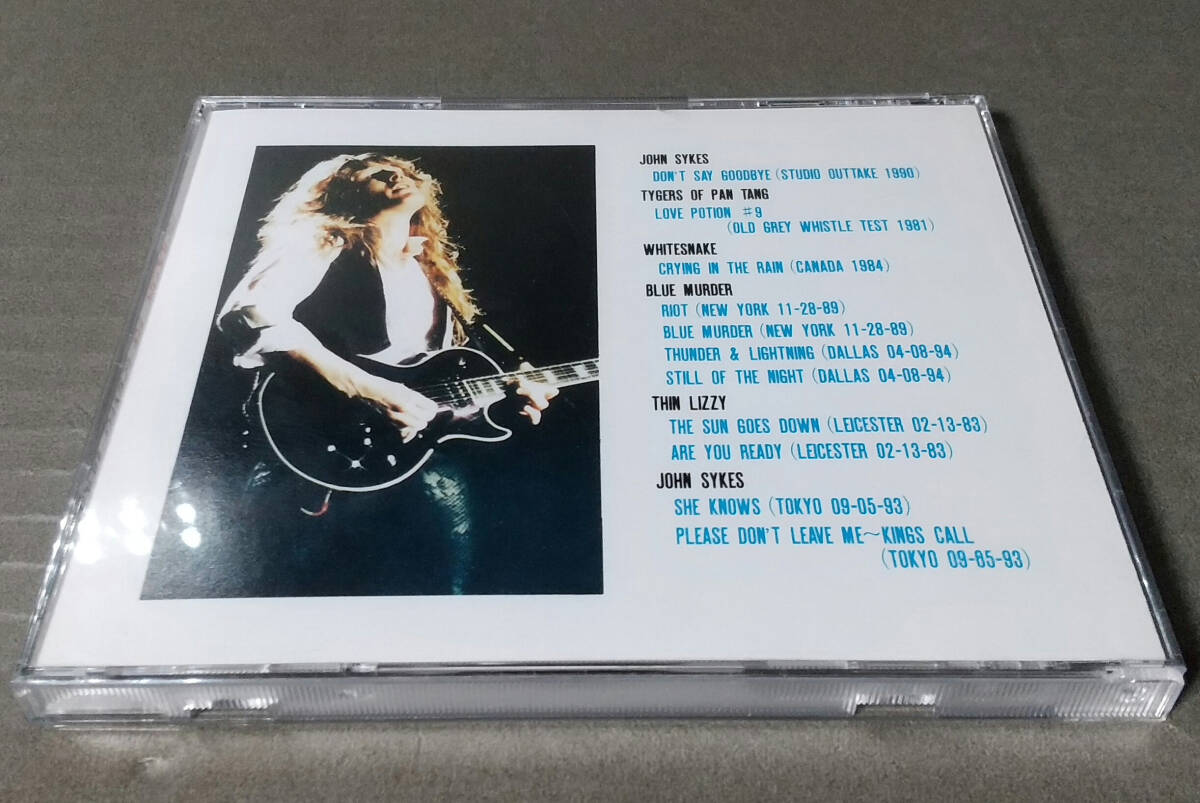 JOHN SYKES
DON'T SAY GOODBYE (STUDIO OUTTAKE 1990)
TYGERS OF PAN TANG
LOVE POTION #9
(OLD GREY WHISTLE TEST 1981)
WHITESNAKE
CRYING IN THE RAIN (CANADA 1984)
BLUE MURDER
RIOT (NEW YORK 11-28-89)
BLUE MURDER (NEW YORK 11-28-89)
THUNDER & LIGHTNING (DALLAS 04-08-94)
STILL OF THE NIGHT (DALLAS 04-08-94)
THIN LIZZY
THE SUN GOES DOWN (LEICESTER 02-13-83)
ARE YOU READY (LEICESTER 02-13-83)
JOHN SYKES
SHE KNOWS (TOKYO 09-05-93)
PLEASE DON'T LEAVE ME~KINGS CALL
(TOKYO 09-85-93)